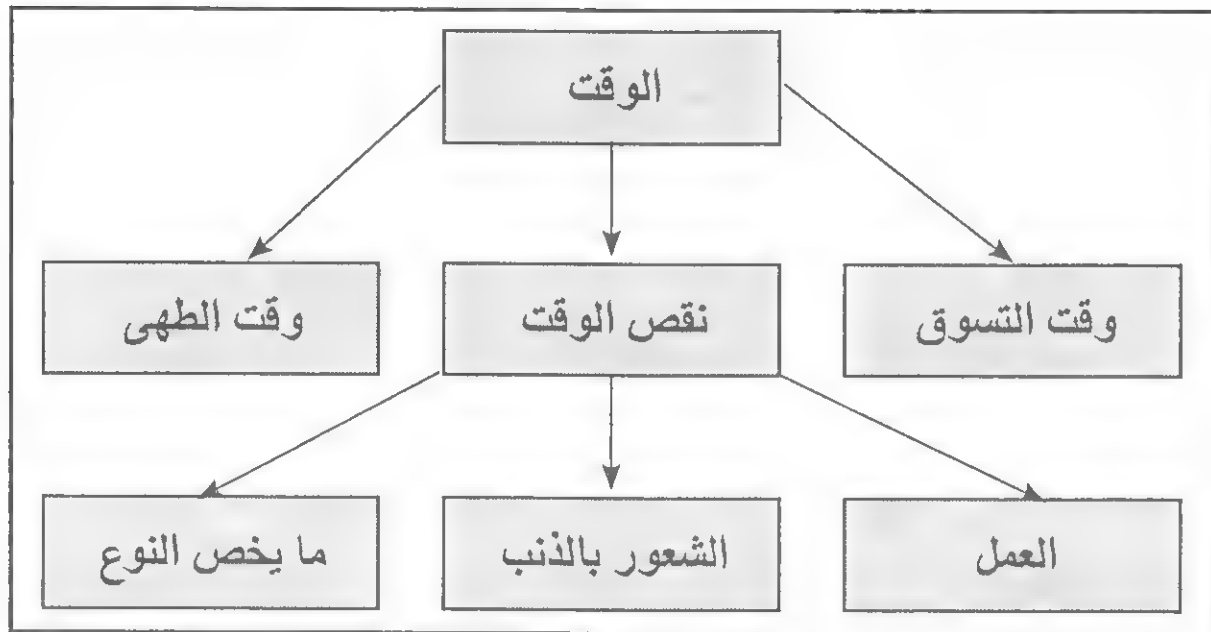 الوقت
وقت التسوق
نقص الوقت
وقت الطهى
العمل
الشعور بالذنب
ما يخص النوع